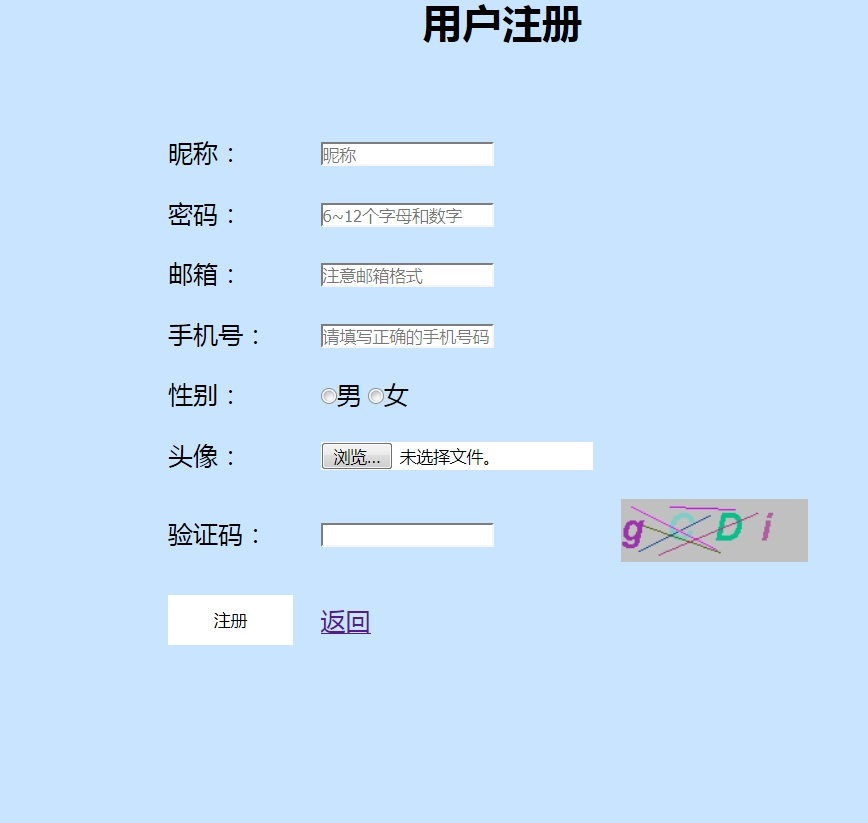 用户注册
昵称： 昵称
密码： 6~12个字母和数字
邮箱： 注意邮箱格式
手机号： 请填写正确的手机号码
性别： 男 女
头像： 浏览... 未选择文件。
验证码： g D i
注册 返回